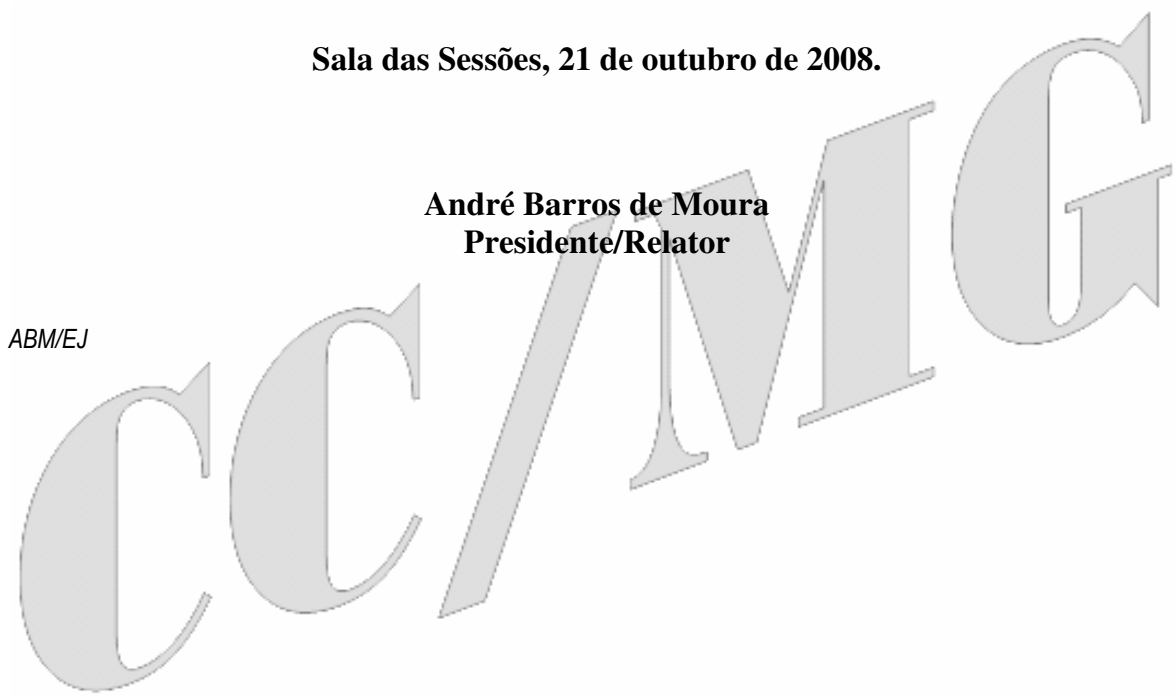 Sala das Sessões, 21 de outubro de 2008.
André Barros de Moura
Presidente/Relator
ABM/EJ
CC/MG